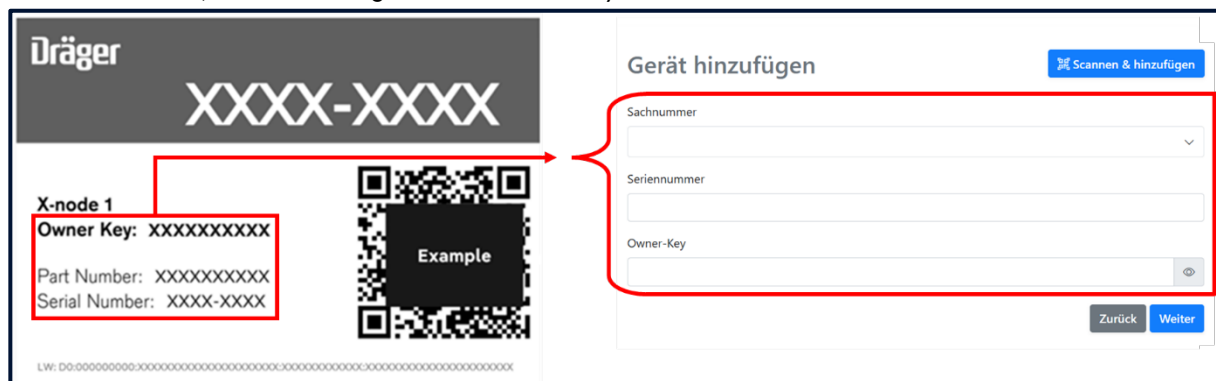 Dräger
XXXX-XXXX
X-node 1
Owner Key: XXXXXXXXXX
Part Number: XXXXXXXXXX
Serial Number: XXXX-XXXX
Example
Gerät hinzufügen
Scannen & hinzufügen
Sachnummer
Seriennummer
Owner-Key
Zurück Weiter